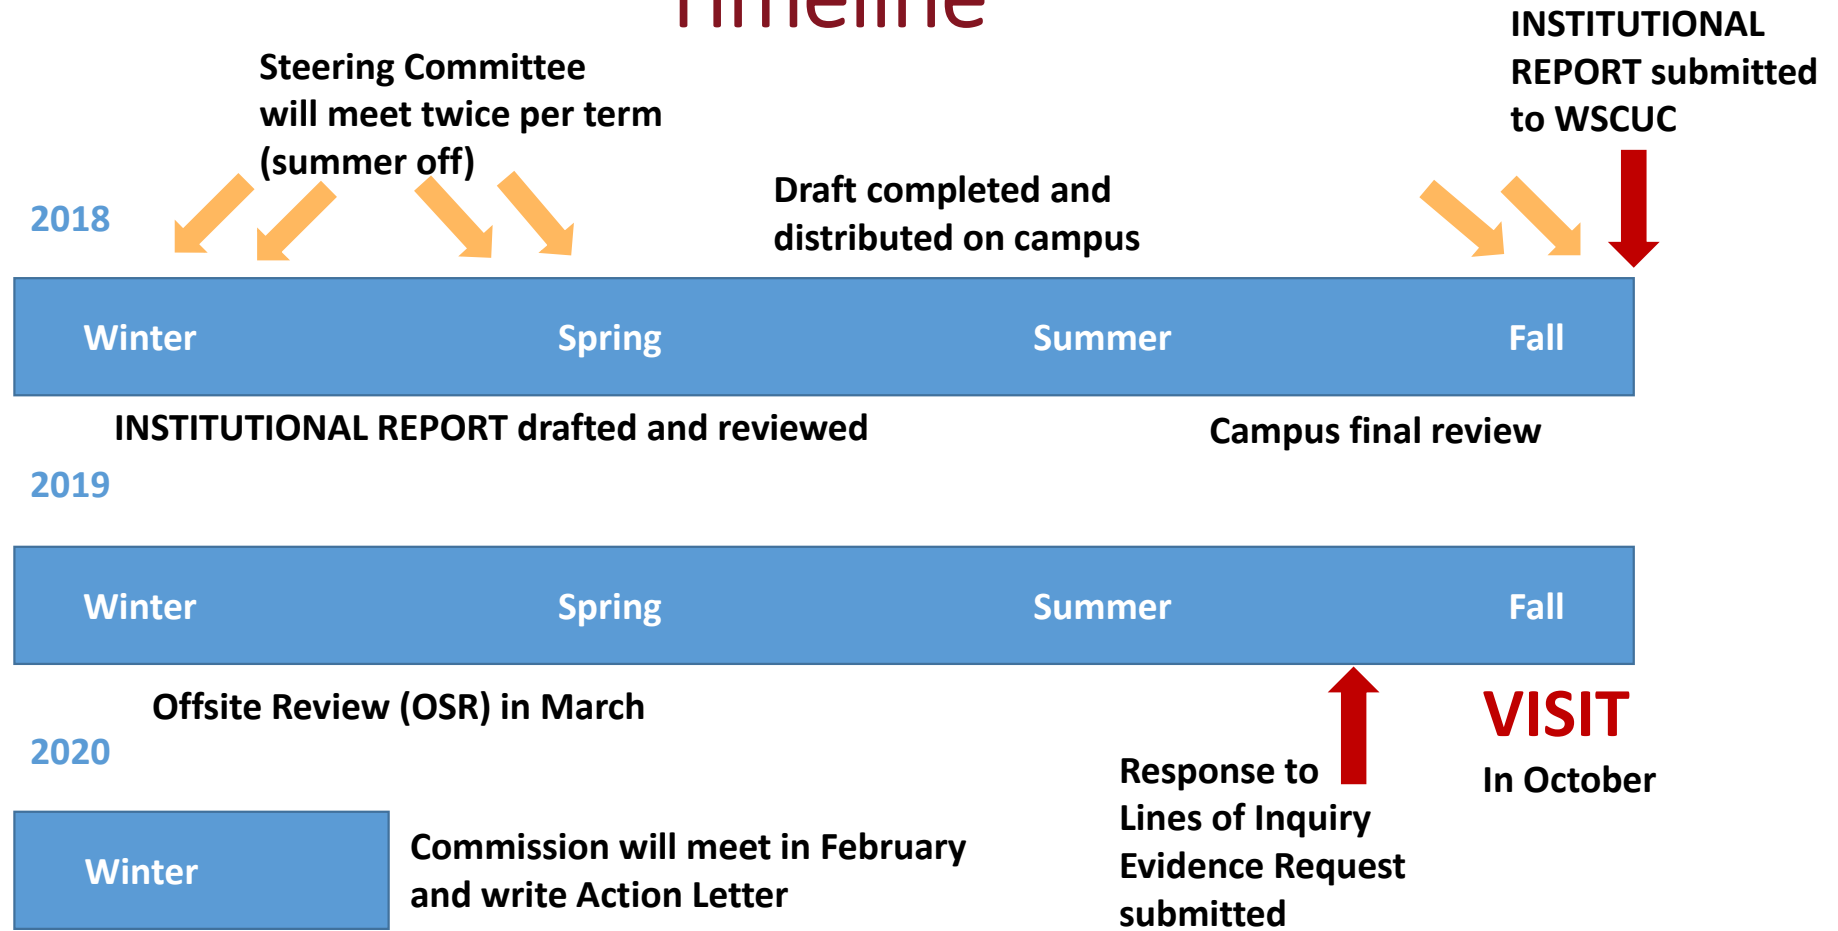 Timeline
INSTITUTIONAL
REPORT submitted
to WSCUC
Steering Committee
will meet twice per term
(summer off)
Draft completed and
distributed on campus
2018
Winter Spring Summer Fall
INSTITUTIONAL REPORT drafted and reviewed
Campus final review
2019
Winter Spring Summer Fall
Offsite Review (OSR) in March
VISIT
In October
Response to
Lines of Inquiry
Evidence Request
submitted
2020
Winter
Commission will meet in February
and write Action Letter